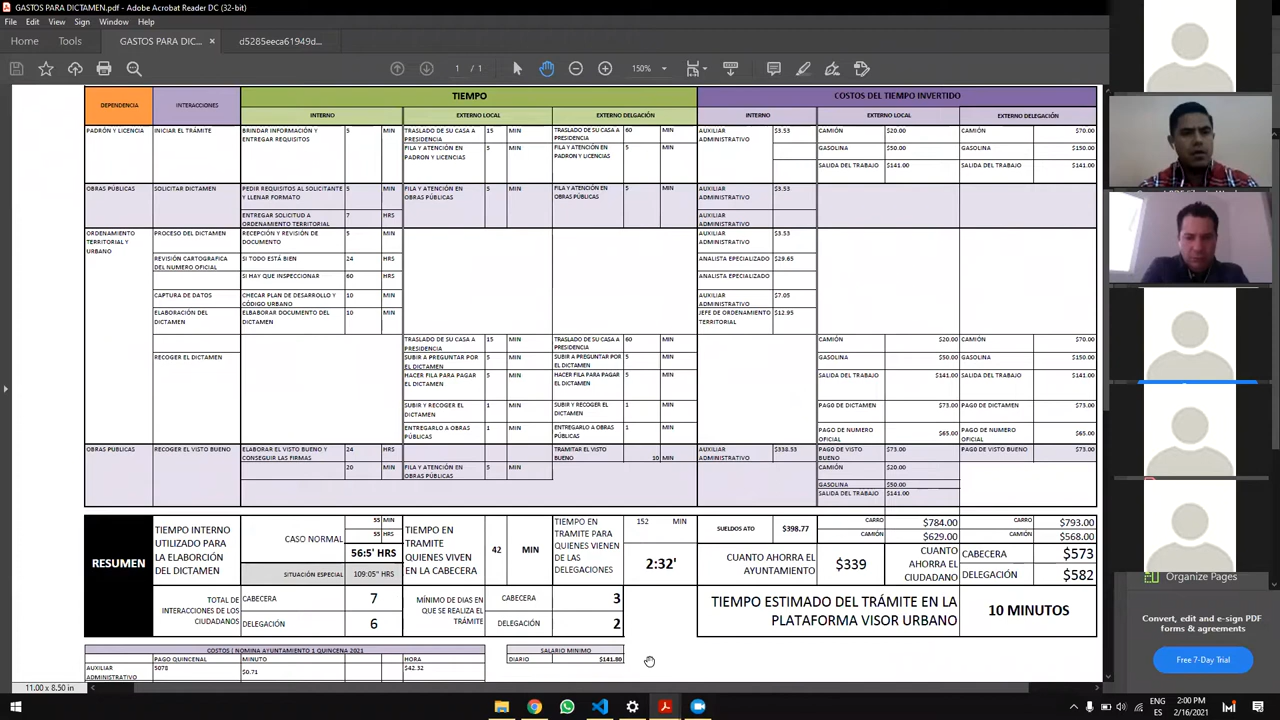 GASTOS PARA DICTAMEN.pdf - Adobe Acrobat Reader DC (32-bit)
File Edit View Sign Window Help
Home Tools GASTOS PARA DIC... × d5285eeca61949d...
1 / 1 150%
DEPENDENCIA INTERACCIONES TIEMPO COSTOS DEL TIEMPO INVERTIDO
INTERNO EXTERNO LOCAL EXTERNO DELGACIÓN INTERNO EXTERNO LOCAL EXTERNO DELEGACIÓN
PADRÓN Y LICENCIA INICIAR EL TRÁMITE BRINDAR INFORMACIÓN Y ENTREGAR REQUISITOS 5 MIN TRASLADO DE SU CASA A PRESIDENCIA 15 MIN TRASLADO DE SU CASA A PRESIDENCIA 60 MIN AUXILIAR ADMINISTRATIVO $3.53 CAMIÓN $20.00 CAMIÓN $70.00
FILA Y ATENCIÓN EN PADRON Y LICENCIAS 5 MIN FILA Y ATENCIÓN EN PADRON Y LICENCIAS 5 MIN GASOLINA $50.00 GASOLINA $150.00
SALIDA DEL TRABAJO $141.00 SALIDA DEL TRABAJO $141.00
OBRAS PÚBLICAS SOLICITAR DICTAMEN PEDIR REQUISITOS AL SOLICITANTE Y LLENAR FORMATO 5 MIN FILA Y ATENCIÓN EN OBRAS PÚBLICAS 5 MIN FILA Y ATENCIÓN EN OBRAS PÚBLICAS 5 MIN AUXILIAR ADMINISTRATIVO $3.53
ENTREGAR SOLICITUD A ORDENAMIENTO TERRITORIAL 7 HRS AUXILIAR ADMINISTRATIVO
ORDENAMIENTO TERRITORIAL Y URBANO PROCESO DEL DICTAMEN RECEPCIÓN Y REVISIÓN DE DOCUMENTO 5 MIN AUXILIAR ADMINISTRATIVO $3.53
REVISIÓN CARTOGRAFICA DEL NUMERO OFICIAL SI TODO ESTÁ BIEN 24 HRS ANALISTA EPECIALIZADO $29.65
SI HAY QUE INSPECCIONAR 60 HRS ANALISTA EPECIALIZADO
CAPTURA DE DATOS CHECAR PLAN DE DESARROLLO Y CÓDIGO URBANO 10 MIN AUXILIAR ADMINISTRATIVO $7.05
ELABORACIÓN DEL DICTAMEN ELBABORAR DOCUMENTO DEL DICTAMEN 10 MIN JEFE DE ORDENAMIENTO TERRITORIAL $12.95
RECOGER EL DICTAMEN TRASLADO DE SU CASA A PRESIDENCIA 15 MIN TRASLADO DE SU CASA A PRESIDENCIA 60 MIN CAMIÓN $20.00 CAMIÓN $70.00
SUBIR A PREGUNTAR POR EL DICTAMEN 5 MIN SUBIR A PREGUNTAR POR EL DICTAMEN 5 MIN GASOLINA $50.00 GASOLINA $150.00
HACER FILA PARA PAGAR EL DICTAMEN 5 MIN HACER FILA PARA PAGAR EL DICTAMEN 5 MIN SALIDA DEL TRABAJO $141.00 SALIDA DEL TRABAJO $141.00
SUBIR Y RECOGER EL DICTAMEN 1 MIN SUBIR Y RECOGER EL DICTAMEN 1 MIN PAGO DE DICTAMEN $73.00 PAGO DE DICTAMEN $73.00
ENTREGARLO A OBRAS PÚBLICAS 1 MIN ENTREGARLO A OBRAS PÚBLICAS 1 MIN PAGO DE NUMERO OFICIAL $65.00 PAGO DE NUMERO OFICIAL $65.00
OBRAS PUBLICAS RECOGER EL VISTO BUENO ELABORAR EL VISTO BUENO Y CONSEGUIR LAS FIRMAS 24 HRS TRAMITAR EL VISTO BUENO 10 MIN AUXILIAR ADMINISTRATIVO $338.53 PAGO DE VISTO BUENO $73.00 PAGO DE VISTO BUENO $73.00
20 MIN FILA Y ATENCIÓN EN OBRAS PÚBLICAS 5 MIN CAMIÓN $20.00
GASOLINA $50.00
SALIDA DEL TRABAJO $141.00
RESUMEN TIEMPO INTERNO UTILIZADO PARA LA ELABORCIÓN DEL DICTAMEN CASO NORMAL 55 MIN 55 HRS 56:5' HRS
SITUACIÓN ESPECIAL 109:05" HRS
TIEMPO EN TRAMITE QUIENES VIVEN EN LA CABECERA 42 MIN
TIEMPO EN TRAMITE PARA QUIENES VIENEN DE LAS DELEGACIONES 152 MIN 2:32'
SUELDOS ATO $398.77 CARRO $784.00 CARRO $793.00
CAMIÓN $629.00 CAMIÓN $568.00
CUANTO AHORRA EL AYUNTAMIENTO $339 CUANTO AHORRA EL CIUDADANO CABECERA $573
DELEGACIÓN $582
TOTAL DE INTERACCIONES DE LOS CIUDADANOS CABECERA 7 MÍNIMO DE DIAS EN QUE SE REALIZA EL TRÁMITE CABECERA 3
DELEGACIÓN 6 DELEGACIÓN 2
TIEMPO ESTIMADO DEL TRÁMITE EN LA PLATAFORMA VISOR URBANO 10 MINUTOS
COSTOS ( NOMINA AYUNTAMIENTO 1 QUINCENA 2021 SALARIO MINIMO
PAGO QUINCENAL MINUTO HORA DIARIO $141.80
AUXILIAR ADMINISTRATIVO 5078 $0.71 $42.32
11.00 x 8.50 in
Organize Pages
Convert, edit and e-sign PDF forms & agreements
Free 7-Day Trial
ENG 2:00 PM
ES 2/16/2021